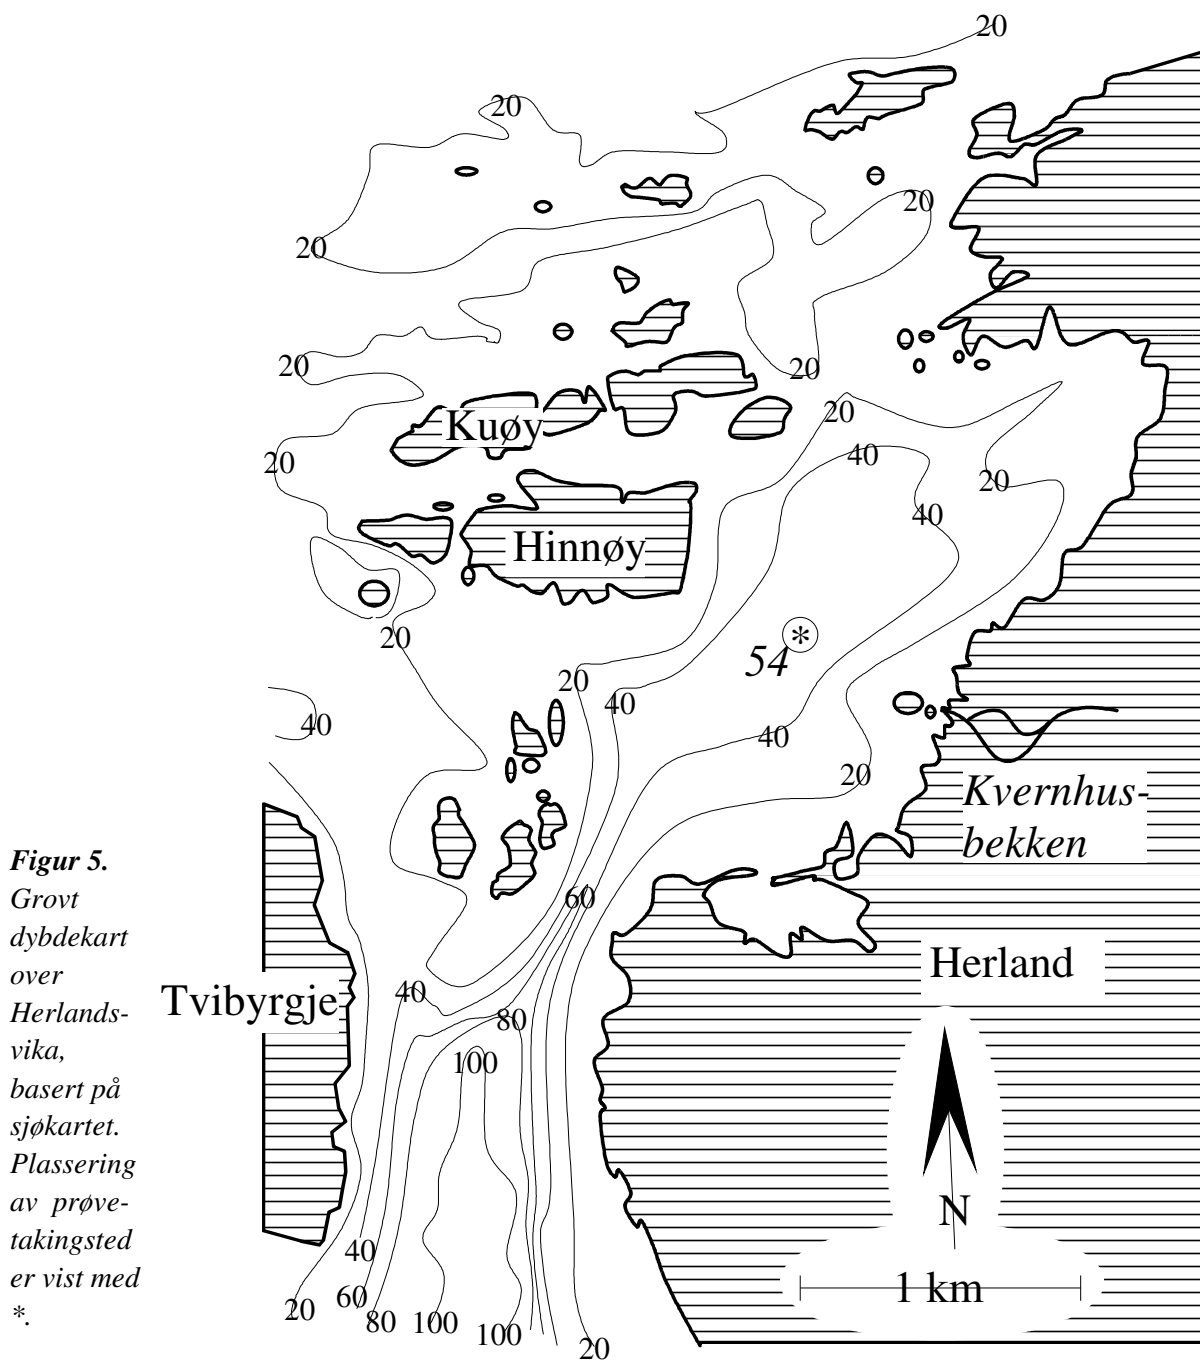 20
20
20
20
20
20
Kuøy
20
40
20
20
40
Hinnøy
20
54
*
20
40
40
40
20
Kvernhus-
bekken
Figur 5.
Grovt
dybdekart
over
Herlands-
vika,
basert på
sjøkartet.
Plassering
av prøve-
takingsted
er vist med
*.
60
Herland
Tvibyrgje
40
80
100
N
40
1 km
60
20
80
100
100
20